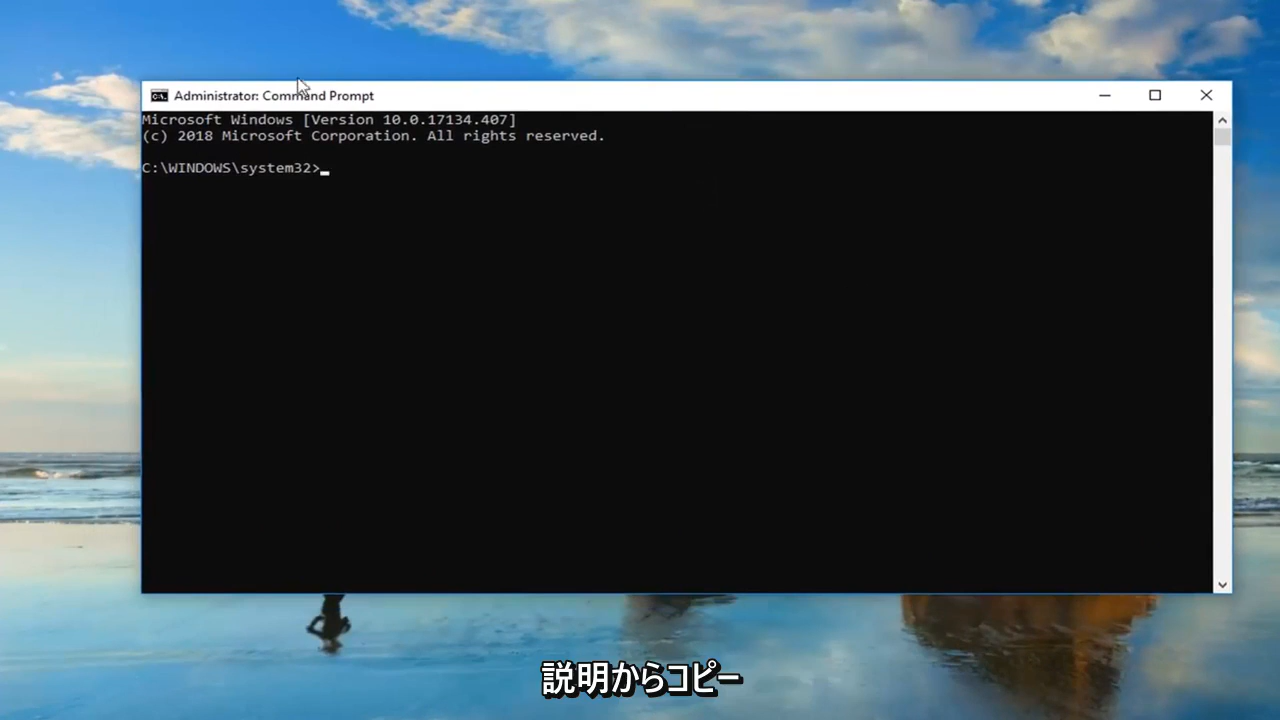 Administrator: Command Prompt
Microsoft Windows [Version 10.0.17134.407]
(c) 2018 Microsoft Corporation. All rights reserved.
C:\WINDOWS\system32>
説明からコピー